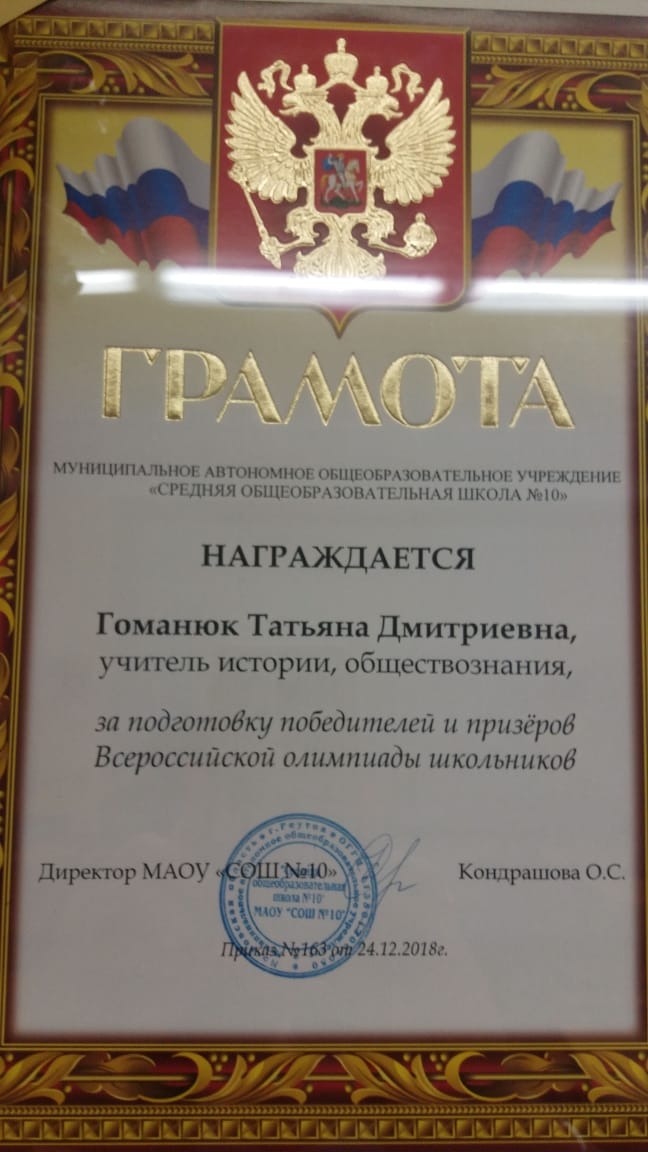 ГРАМОТА
МУНИЦИПАЛЬНОЕ АВТОНОМНОЕ ОБЩЕОБРАЗОВАТЕЛЬНОЕ УЧРЕЖДЕНИЕ
«СРЕДНЯЯ ОБЩЕОБРАЗОВАТЕЛЬНАЯ ШКОЛА №10»
НАГРАЖДАЕТСЯ
Гоманюк Татьяна Дмитриевна,
учитель истории, обществознания,
за подготовку победителей и призёров
Всероссийской олимпиады школьников
Директор МАОУ «СОШ №10» Кондрашова О.С.
общеобразовательная
школа №10"
МАОУ "СОШ №10"
Приказ №163 от 24.12.2018г.